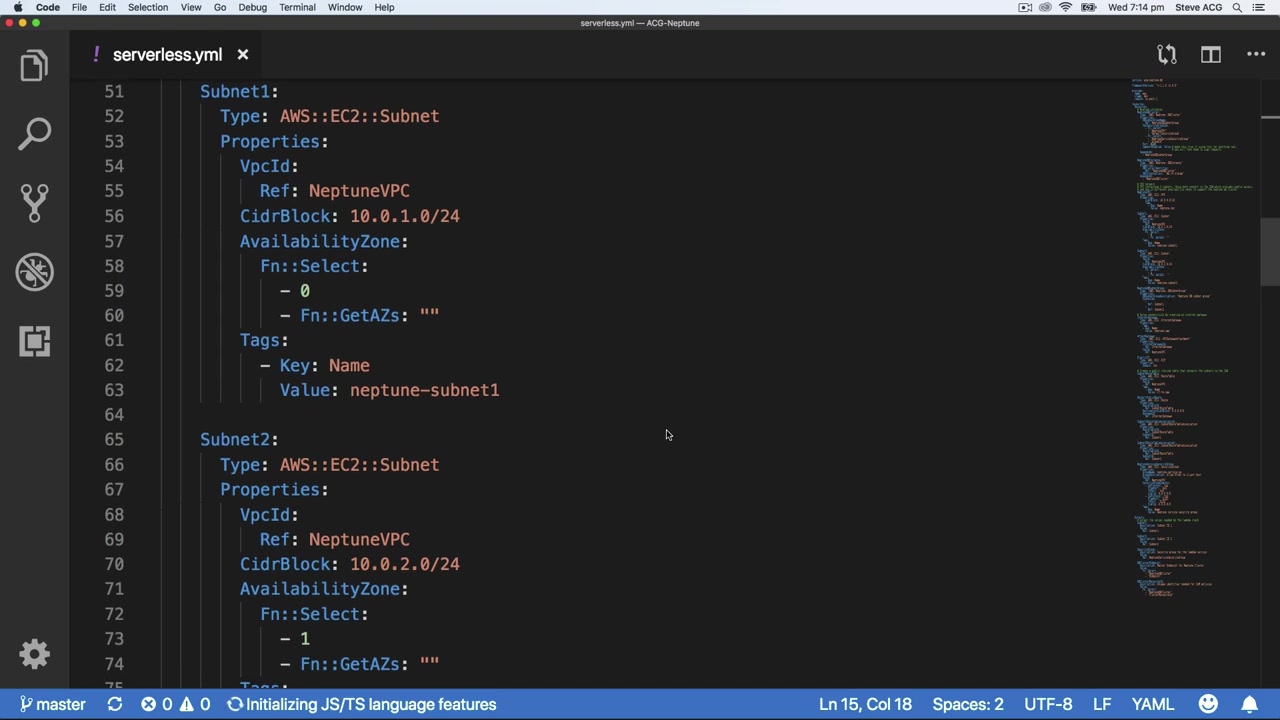 Code File Edit Selection View Go Debug Terminal Window Help Wed 7:14 pm Steve ACG
serverless.yml — ACG-Neptune
! serverless.yml ×
51 Subnet1:
52 Type: AWS::EC2::Subnet
53 Properties:
54 VpcId:
55 Ref: NeptuneVPC
56 CidrBlock: 10.0.1.0/24
57 AvailabilityZone:
58 Fn::Select:
59 - 0
60 - Fn::GetAZs: ""
61 Tags:
62 - Key: Name
63 Value: neptune-subnet1
64
65 Subnet2:
66 Type: AWS::EC2::Subnet
67 Properties:
68 VpcId:
69 Ref: NeptuneVPC
70 CidrBlock: 10.0.2.0/24
71 AvailabilityZone:
72 Fn::Select:
73 - 1
74 - Fn::GetAZs: ""
75 Tags:
master 0 0 Initializing JS/TS language features Ln 15, Col 18 Spaces: 2 UTF-8 LF YAML